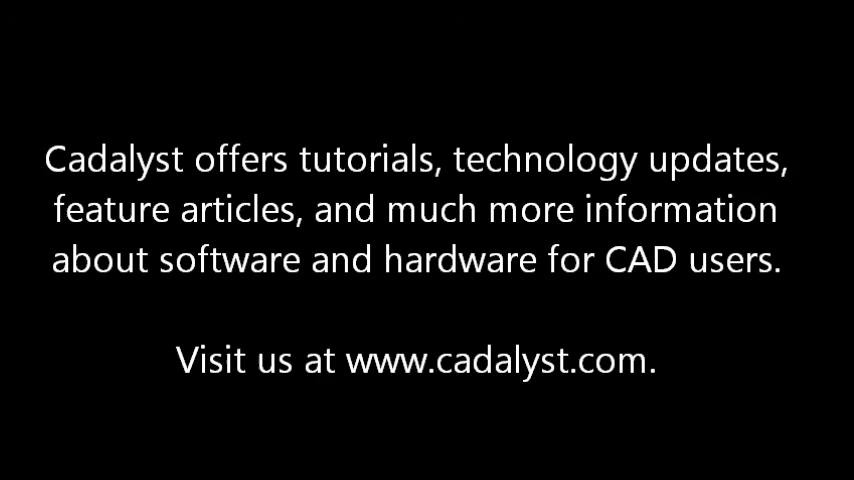 Cadalyst offers tutorials, technology updates,
feature articles, and much more information
about software and hardware for CAD users.
Visit us at www.cadalyst.com.